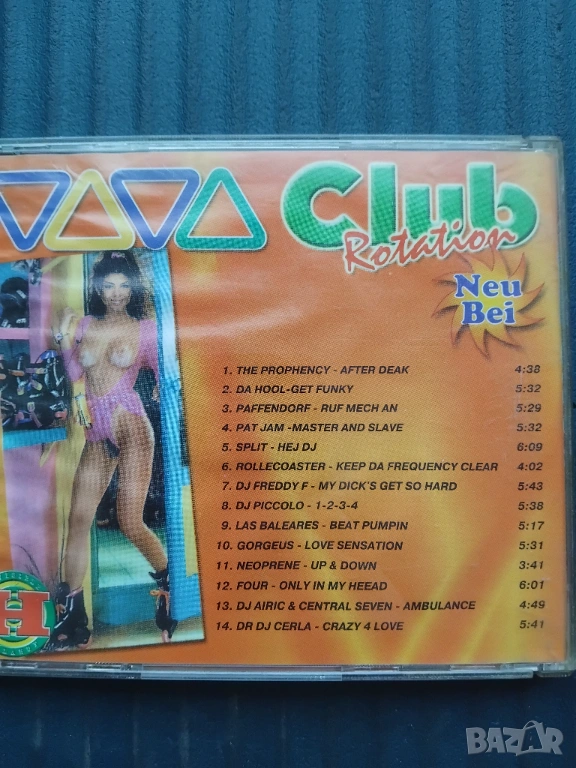 VAVA Club
Rotation
Neu
Bei
1. THE PROPHENCY - AFTER DEAK 4:38
2. DA HOOL-GET FUNKY 5:32
3. PAFFENDORF - RUF MECH AN 5:29
4. PAT JAM -MASTER AND SLAVE 5:32
5. SPLIT - HEJ DJ 6:09
6. ROLLECOASTER - KEEP DA FREQUENCY CLEAR 4:02
7. DJ FREDDY F - MY DICK'S GET SO HARD 5:43
8. DJ PICCOLO - 1-2-3-4 5:38
9. LAS BALEARES - BEAT PUMPIN 5:17
10. GORGEUS - LOVE SENSATION 5:31
11. NEOPRENE - UP & DOWN 3:41
12. FOUR - ONLY IN MY HEEAD 6:01
13. DJ AIRIC & CENTRAL SEVEN - AMBULANCE 4:49
14. DR DJ CERLA - CRAZY 4 LOVE 5:41
H
BAZAR